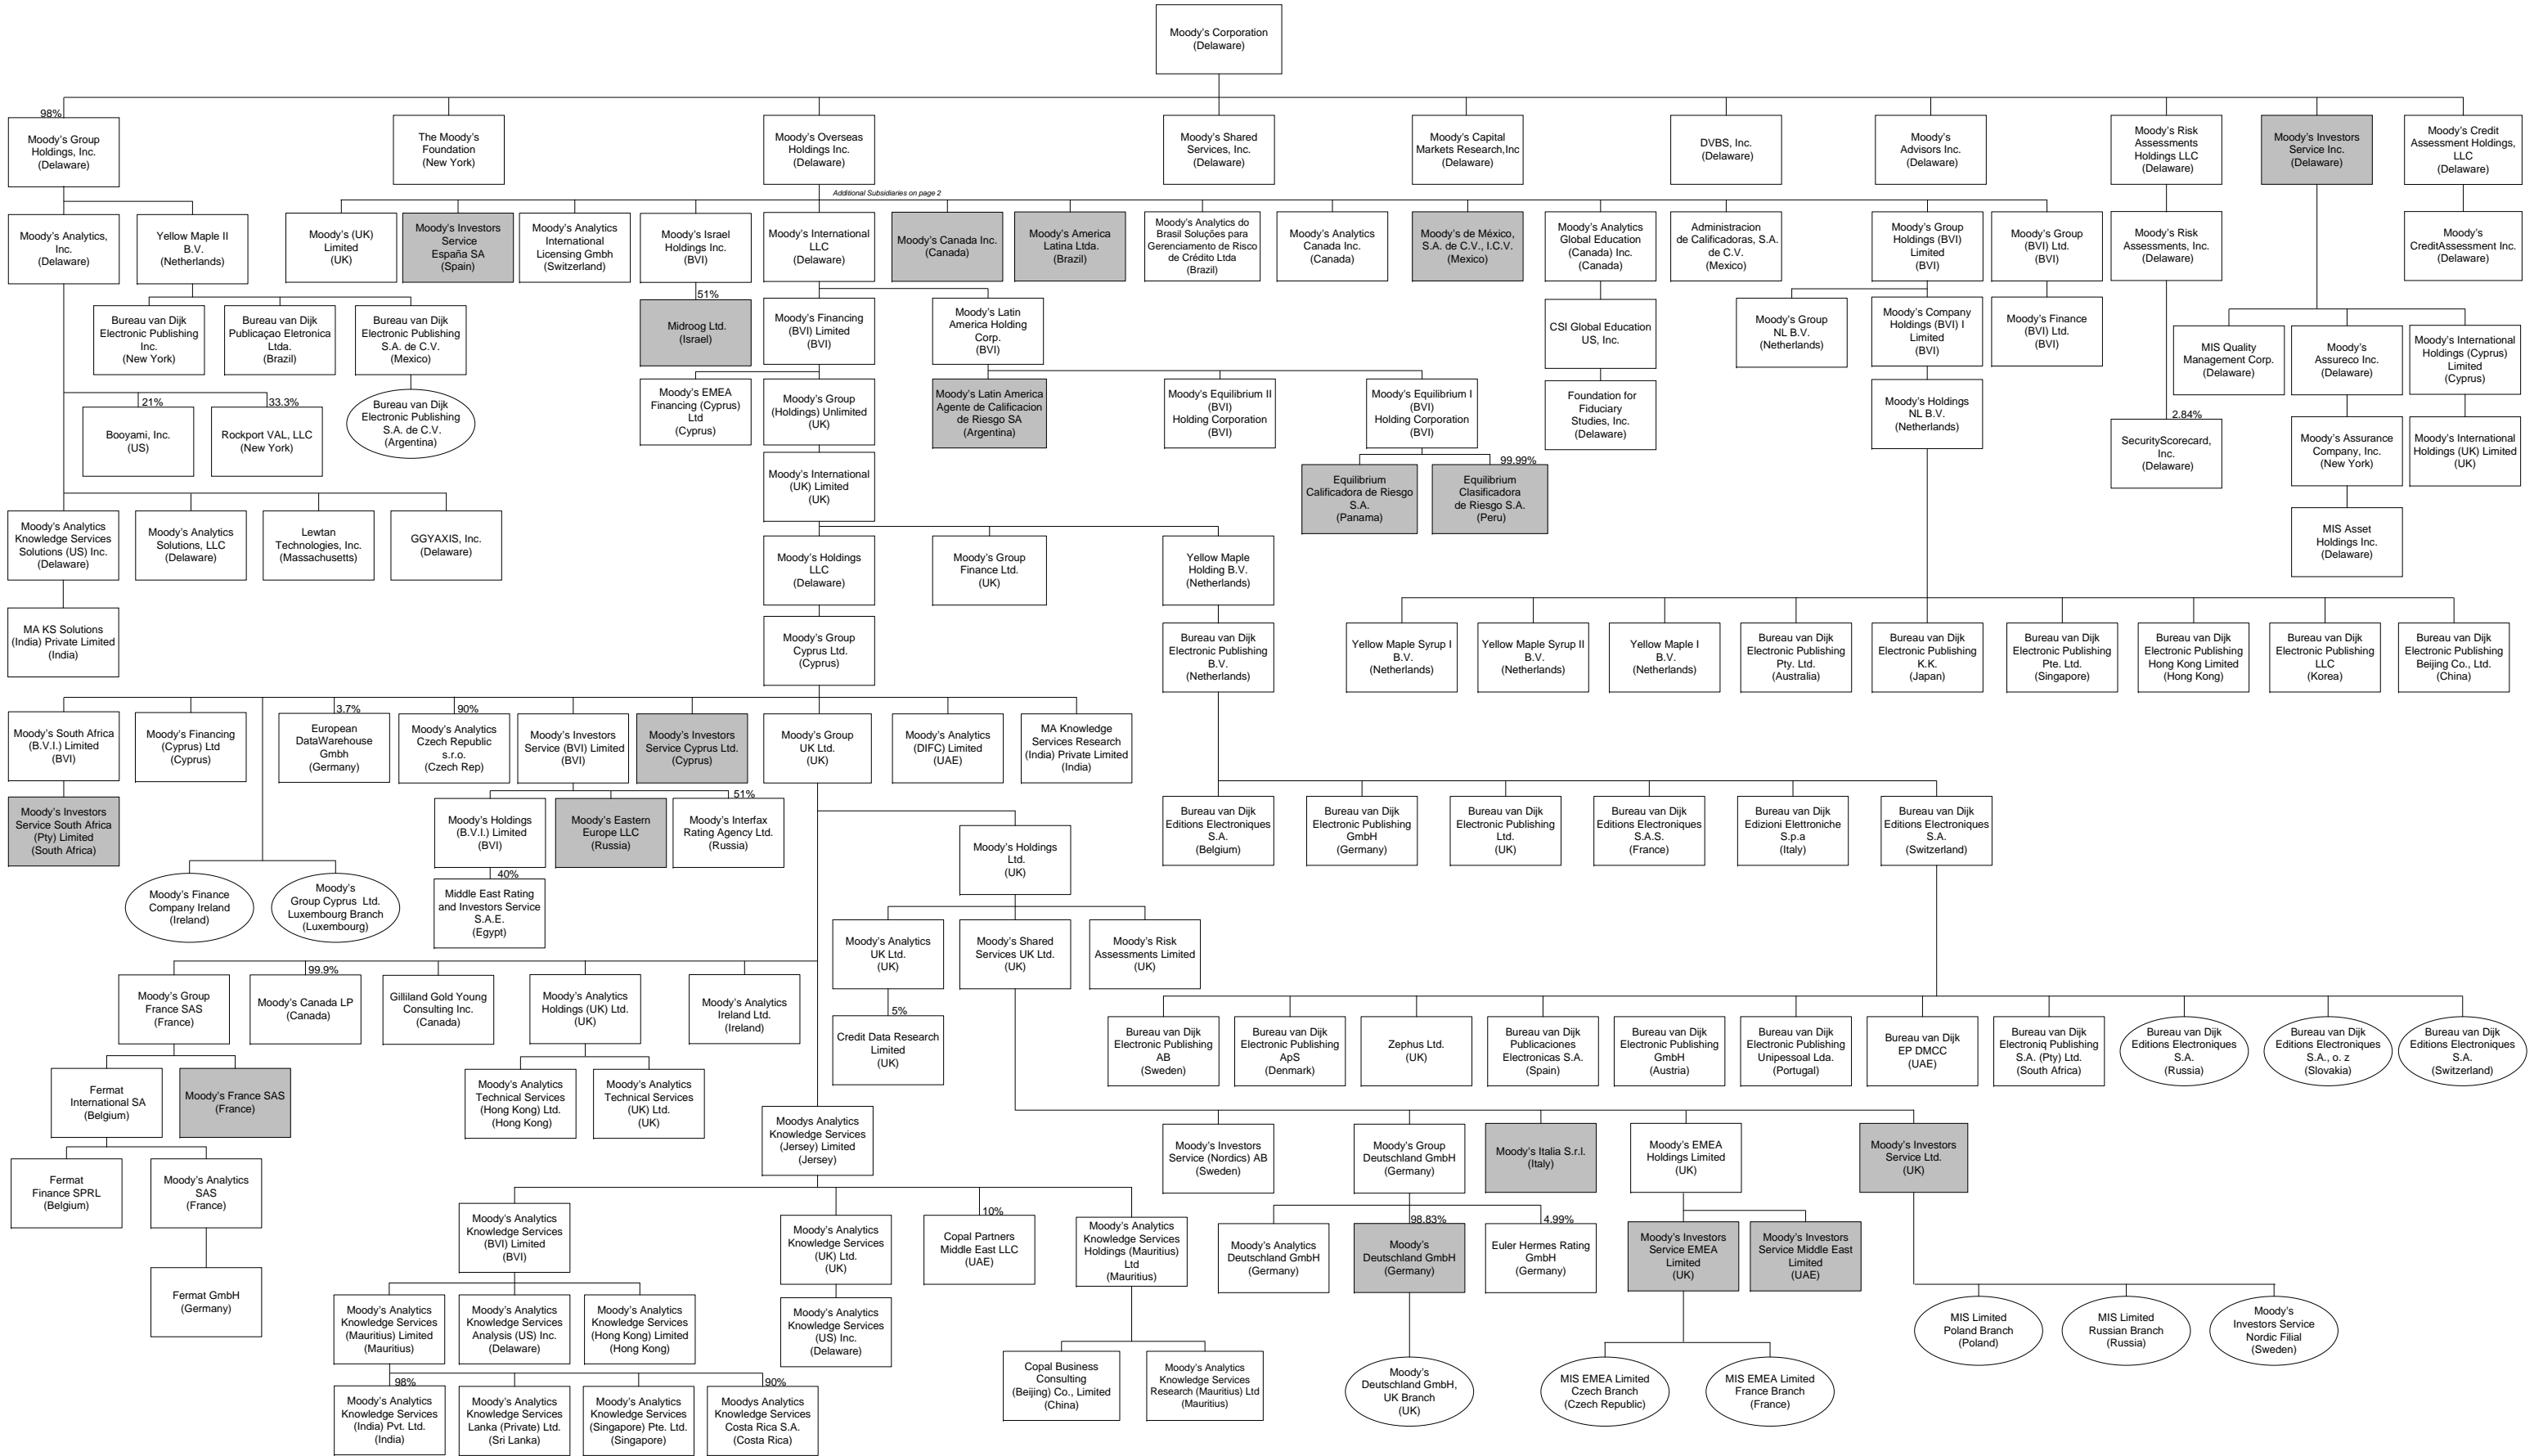 Moody's Corporation
(Delaware)
98%
Moody's Group
Holdings, Inc.
(Delaware)
The Moody's
Foundation
(New York)
Moody's Overseas
Holdings Inc.
(Delaware)
Moody's Shared
Services, Inc.
(Delaware)
Moody's Capital
Markets Research,Inc
(Delaware)
DVBS, Inc.
(Delaware)
Moody's
Advisors Inc.
(Delaware)
Moody's Risk
Assessments
Holdings LLC
(Delaware)
Moody's Investors
Service Inc.
(Delaware)
Moody's Credit
Assessment Holdings,
LLC
(Delaware)
Additional Subsidiaries on page 2
Moody's Analytics,
Inc.
(Delaware)
Yellow Maple II
B.V.
(Netherlands)
Moody's (UK)
Limited
(UK)
Moody's Investors
Service
España SA
(Spain)
Moody's Analytics
International
Licensing Gmbh
(Switzerland)
Moody's Israel
Holdings Inc.
(BVI)
Moody's International
LLC
(Delaware)
Moody's Canada Inc.
(Canada)
Moody's America
Latina Ltda.
(Brazil)
Moody's Analytics do
Brasil Soluções para
Gerenciamento de Risco
de Crédito Ltda
(Brazil)
Moody's Analytics
Canada Inc.
(Canada)
Moody's de México,
S.A. de C.V., I.C.V.
(Mexico)
Moody's Analytics
Global Education
(Canada) Inc.
(Canada)
Administracion
de Calificadoras, S.A.
de C.V.
(Mexico)
Moody's Group
Holdings (BVI)
Limited
(BVI)
Moody's Group
(BVI) Ltd.
(BVI)
Moody's Risk
Assessments, Inc.
(Delaware)
Moody's
CreditAssessment Inc.
(Delaware)
Bureau van Dijk
Electronic Publishing
Inc.
(New York)
Bureau van Dijk
Publicaçao Eletronica
Ltda.
(Brazil)
Bureau van Dijk
Electronic Publishing
S.A. de C.V.
(Mexico)
51%
Midroog Ltd.
(Israel)
Moody's Financing
(BVI) Limited
(BVI)
Moody's Latin
America Holding
Corp.
(BVI)
CSI Global Education
US, Inc.
Moody's Group
NL B.V.
(Netherlands)
Moody's Company
Holdings (BVI) I
Limited
(BVI)
Moody's Finance
(BVI) Ltd.
(BVI)
MIS Quality
Management Corp.
(Delaware)
Moody's
Assureco Inc.
(Delaware)
Moody's International
Holdings (Cyprus)
Limited
(Cyprus)
21%
Booyami, Inc.
(US)
33.3%
Rockport VAL, LLC
(New York)
Bureau van Dijk
Electronic Publishing
S.A. de C.V.
(Argentina)
Moody's EMEA
Financing (Cyprus)
Ltd
(Cyprus)
Moody's Group
(Holdings) Unlimited
(UK)
Moody's Latin America
Agente de Calificacion
de Riesgo SA
(Argentina)
Moody's Equilibrium II
(BVI)
Holding Corporation
(BVI)
Moody's Equilibrium I
(BVI)
Holding Corporation
(BVI)
Foundation for
Fiduciary
Studies, Inc.
(Delaware)
Moody's Holdings
NL B.V.
(Netherlands)
2.84%
SecurityScorecard,
Inc.
(Delaware)
Moody's Assurance
Company, Inc.
(New York)
Moody's International
Holdings (UK) Limited
(UK)
Moody's International
(UK) Limited
(UK)
Equilibrium
Calificadora de Riesgo
S.A.
(Panama)
99.99%
Equilibrium
Clasificadora
de Riesgo S.A.
(Peru)
Moody's Analytics
Knowledge Services
Solutions (US) Inc.
(Delaware)
Moody's Analytics
Solutions, LLC
(Delaware)
Lewtan
Technologies, Inc.
(Massachusetts)
GGYAXIS, Inc.
(Delaware)
Moody's Holdings
LLC
(Delaware)
Moody's Group
Finance Ltd.
(UK)
Yellow Maple
Holding B.V.
(Netherlands)
MIS Asset
Holdings Inc.
(Delaware)
MA KS Solutions
(India) Private Limited
(India)
Moody's Group
Cyprus Ltd.
(Cyprus)
Bureau van Dijk
Electronic Publishing
B.V.
(Netherlands)
Yellow Maple Syrup I
B.V.
(Netherlands)
Yellow Maple Syrup II
B.V.
(Netherlands)
Yellow Maple I
B.V.
(Netherlands)
Bureau van Dijk
Electronic Publishing
Pty. Ltd.
(Australia)
Bureau van Dijk
Electronic Publishing
K.K.
(Japan)
Bureau van Dijk
Electronic Publishing
Pte. Ltd.
(Singapore)
Bureau van Dijk
Electronic Publishing
Hong Kong Limited
(Hong Kong)
Bureau van Dijk
Electronic Publishing
LLC
(Korea)
Bureau van Dijk
Electronic Publishing
Beijing Co., Ltd.
(China)
Moody's South Africa
(B.V.I.) Limited
(BVI)
Moody's Financing
(Cyprus) Ltd
(Cyprus)
3.7%
European
DataWarehouse
Gmbh
(Germany)
90%
Moody's Analytics
Czech Republic
s.r.o.
(Czech Rep)
Moody's Investors
Service (BVI) Limited
(BVI)
Moody's Investors
Service Cyprus Ltd.
(Cyprus)
Moody's Group
UK Ltd.
(UK)
Moody's Analytics
(DIFC) Limited
(UAE)
MA Knowledge
Services Research
(India) Private Limited
(India)
Moody's Investors
Service South Africa
(Pty) Limited
(South Africa)
Moody's Holdings
(B.V.I.) Limited
(BVI)
Moody's Eastern
Europe LLC
(Russia)
51%
Moody's Interfax
Rating Agency Ltd.
(Russia)
Bureau van Dijk
Editions Electroniques
S.A.
(Belgium)
Bureau van Dijk
Electronic Publishing
GmbH
(Germany)
Bureau van Dijk
Electronic Publishing
Ltd.
(UK)
Bureau van Dijk
Editions Electroniques
S.A.S.
(France)
Bureau van Dijk
Edizioni Elettroniche
S.p.a
(Italy)
Bureau van Dijk
Editions Electroniques
S.A.
(Switzerland)
Moody's Holdings
Ltd.
(UK)
Moody's Finance
Company Ireland
(Ireland)
Moody's
Group Cyprus Ltd.
Luxembourg Branch
(Luxembourg)
40%
Middle East Rating
and Investors Service
S.A.E.
(Egypt)
Moody's Analytics
UK Ltd.
(UK)
Moody's Shared
Services UK Ltd.
(UK)
Moody's Risk
Assessments Limited
(UK)
Moody's Group
France SAS
(France)
99.9%
Moody's Canada LP
(Canada)
Gilliland Gold Young
Consulting Inc.
(Canada)
Moody's Analytics
Holdings (UK) Ltd.
(UK)
Moody's Analytics
Ireland Ltd.
(Ireland)
5%
Credit Data Research
Limited
(UK)
Bureau van Dijk
Electronic Publishing
AB
(Sweden)
Bureau van Dijk
Electronic Publishing
ApS
(Denmark)
Zephus Ltd.
(UK)
Bureau van Dijk
Publicaciones
Electronicas S.A.
(Spain)
Bureau van Dijk
Electronic Publishing
GmbH
(Austria)
Bureau van Dijk
Electronic Publishing
Unipessoal Lda.
(Portugal)
Bureau van Dijk
EP DMCC
(UAE)
Bureau van Dijk
Electroniq Publishing
S.A. (Pty) Ltd.
(South Africa)
Bureau van Dijk
Editions Electroniques
S.A.
(Russia)
Bureau van Dijk
Editions Electroniques
S.A., o. z
(Slovakia)
Bureau van Dijk
Editions Electroniques
S.A.
(Switzerland)
Fermat
International SA
(Belgium)
Moody's France SAS
(France)
Moody's Analytics
Technical Services
(Hong Kong) Ltd.
(Hong Kong)
Moody's Analytics
Technical Services
(UK) Ltd.
(UK)
Moodys Analytics
Knowledge Services
(Jersey) Limited
(Jersey)
Moody's Investors
Service (Nordics) AB
(Sweden)
Moody's Group
Deutschland GmbH
(Germany)
Moody's Italia S.r.l.
(Italy)
Moody's EMEA
Holdings Limited
(UK)
Moody's Investors
Service Ltd.
(UK)
Fermat
Finance SPRL
(Belgium)
Moody's Analytics
SAS
(France)
Moody's Analytics
Knowledge Services
(BVI) Limited
(BVI)
Moody's Analytics
Knowledge Services
(UK) Ltd.
(UK)
10%
Copal Partners
Middle East LLC
(UAE)
Moody's Analytics
Knowledge Services
Holdings (Mauritius)
Ltd
(Mauritius)
Moody's Analytics
Deutschland GmbH
(Germany)
98.83%
Moody's
Deutschland GmbH
(Germany)
4.99%
Euler Hermes Rating
GmbH
(Germany)
Moody's Investors
Service EMEA
Limited
(UK)
Moody's Investors
Service Middle East
Limited
(UAE)
Fermat GmbH
(Germany)
Moody's Analytics
Knowledge Services
(Mauritius) Limited
(Mauritius)
Moody's Analytics
Knowledge Services
Analysis (US) Inc.
(Delaware)
Moody's Analytics
Knowledge Services
(Hong Kong) Limited
(Hong Kong)
Moody's Analytics
Knowledge Services
(US) Inc.
(Delaware)
MIS Limited
Poland Branch
(Poland)
MIS Limited
Russian Branch
(Russia)
Moody's
Investors Service
Nordic Filial
(Sweden)
Copal Business
Consulting
(Beijing) Co., Limited
(China)
Moody's Analytics
Knowledge Services
Research (Mauritius) Ltd
(Mauritius)
Moody's
Deutschland GmbH,
UK Branch
(UK)
MIS EMEA Limited
Czech Branch
(Czech Republic)
MIS EMEA Limited
France Branch
(France)
98%
Moody's Analytics
Knowledge Services
(India) Pvt. Ltd.
(India)
Moody's Analytics
Knowledge Services
Lanka (Private) Ltd.
(Sri Lanka)
Moody's Analytics
Knowledge Services
(Singapore) Pte. Ltd.
(Singapore)
90%
Moodys Analytics
Knowledge Services
Costa Rica S.A.
(Costa Rica)